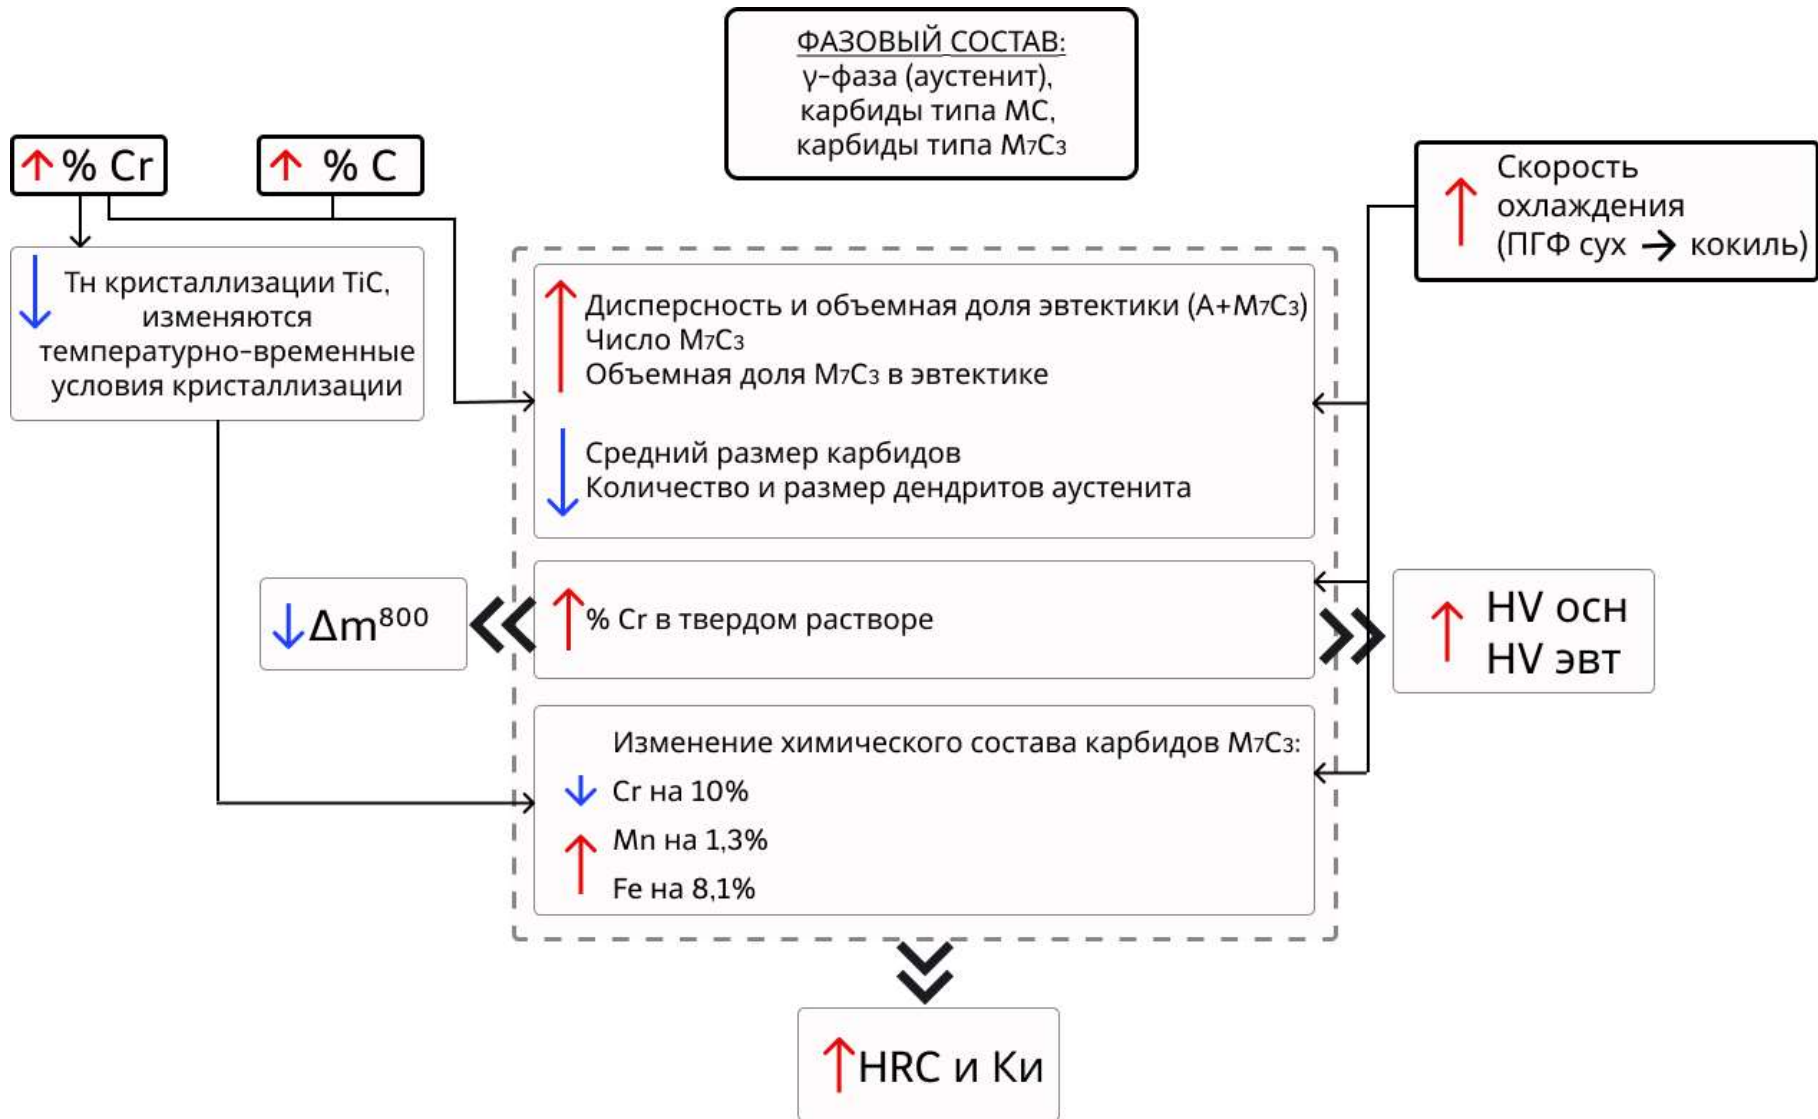 ФАЗОВЫЙ СОСТАВ:
γ-фаза (аустенит),
карбиды типа МС,
карбиды типа M₇C₃
% Cr
% C
Скорость
охлаждения
(ПГФ сух → кокиль)
Тн кристаллизации TiC,
изменяются
температурно-временные
условия кристаллизации
Дисперсность и объемная доля эвтектики (А+M₇C₃)
Число M₇C₃
Объемная доля M₇C₃ в эвтектике
Средний размер карбидов
Количество и размер дендритов аустенита
Δm⁸⁰⁰
% Cr в твердом растворе
HV осн
HV эвт
Изменение химического состава карбидов M₇C₃:
Cr на 10%
Mn на 1,3%
Fe на 8,1%
HRC и Ки